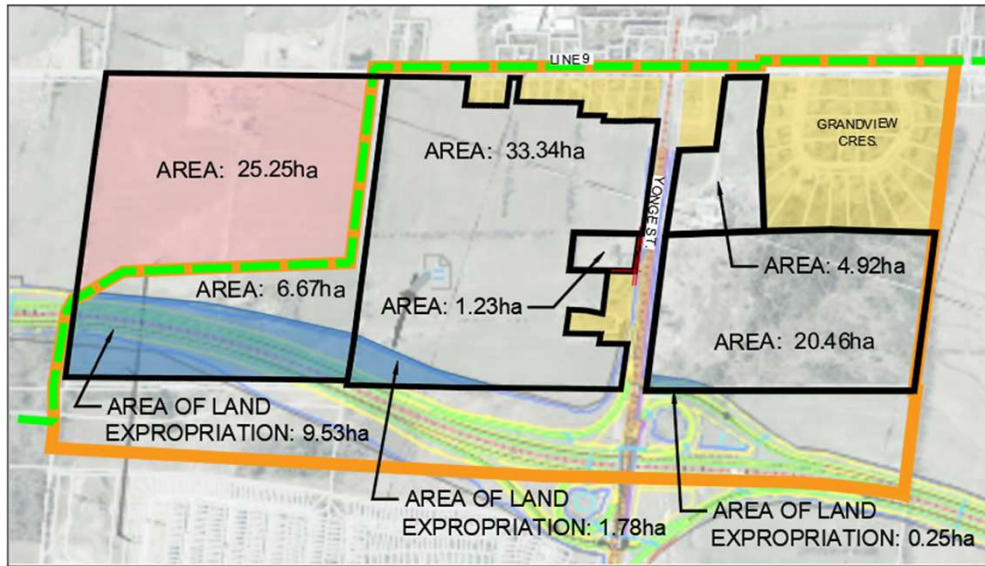 LINE 9
GRANDVIEW
CRES.
AREA: 25.25ha
AREA: 33.34ha
YONGE ST.
AREA: 4.92ha
AREA: 6.67ha
AREA: 1.23ha
AREA: 20.46ha
AREA OF LAND
EXPROPRIATION: 9.53ha
AREA OF LAND
EXPROPRIATION: 1.78ha
AREA OF LAND
EXPROPRIATION: 0.25ha